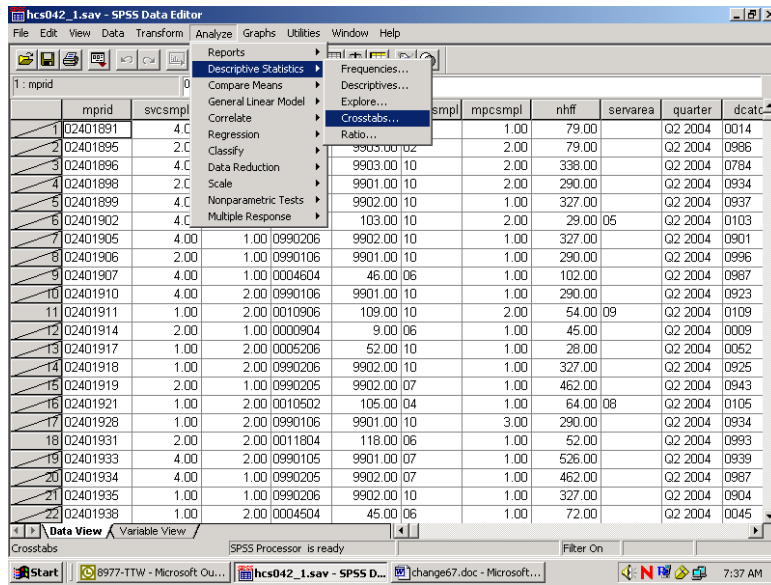 hcs042_1.sav - SPSS Data Editor
File Edit View Data Transform Analyze Graphs Utilities Window Help
Reports
Descriptive Statistics
Compare Means
General Linear Model
Correlate
Regression
Classify
Data Reduction
Scale
Nonparametric Tests
Multiple Response
Frequencies...
Descriptives...
Explore...
Crosstabs...
Ratio...
1 : mprid 0
mprid svcsmpl smpl mpcsmpl nhff servarea quarter dcatc
1 02401891 4.0 1.00 79.00 Q2 2004 0014
2 02401895 2.0 9903.00 02 2.00 79.00 Q2 2004 0986
3 02401896 4.0 9903.00 10 2.00 338.00 Q2 2004 0784
4 02401898 2.0 9901.00 10 2.00 290.00 Q2 2004 0934
5 02401899 4.0 9902.00 10 1.00 327.00 Q2 2004 0937
6 02401902 4.0 103.00 10 2.00 29.00 05 Q2 2004 0103
7 02401905 4.00 1.00 0990206 9902.00 10 1.00 327.00 Q2 2004 0901
8 02401906 2.00 1.00 0990106 9901.00 10 1.00 290.00 Q2 2004 0996
9 02401907 4.00 1.00 0004604 46.00 06 1.00 102.00 Q2 2004 0987
10 02401910 4.00 2.00 0990106 9901.00 10 1.00 290.00 Q2 2004 0923
11 02401911 1.00 2.00 0010906 109.00 10 2.00 54.00 09 Q2 2004 0109
12 02401914 2.00 1.00 0000904 9.00 06 1.00 45.00 Q2 2004 0009
13 02401917 1.00 2.00 0005206 52.00 10 1.00 28.00 Q2 2004 0052
14 02401918 1.00 2.00 0990206 9902.00 10 1.00 327.00 Q2 2004 0925
15 02401919 2.00 1.00 0990205 9902.00 07 1.00 462.00 Q2 2004 0943
16 02401921 1.00 2.00 0010502 105.00 04 1.00 64.00 08 Q2 2004 0105
17 02401928 1.00 2.00 0990106 9901.00 10 3.00 290.00 Q2 2004 0934
18 02401931 2.00 2.00 0011804 118.00 06 1.00 52.00 Q2 2004 0993
19 02401933 4.00 2.00 0990105 9901.00 07 1.00 526.00 Q2 2004 0939
20 02401934 4.00 1.00 0990205 9902.00 07 1.00 462.00 Q2 2004 0987
21 02401935 1.00 1.00 0990206 9902.00 10 1.00 327.00 Q2 2004 0904
22 02401938 1.00 2.00 0004504 45.00 06 1.00 72.00 Q2 2004 0045
Data View Variable View
Crosstabs SPSS Processor is ready Filter On
Start 8977-TTW - Microsoft Ou... hcs042_1.sav - SPSS D... change67.doc - Microsoft... 7:37 AM